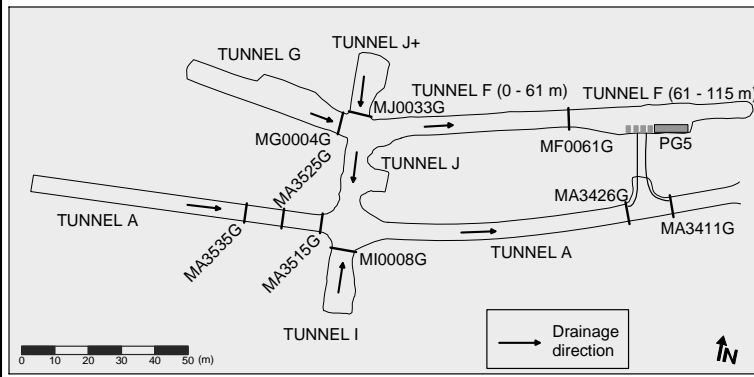 TUNNEL J+
TUNNEL G
TUNNEL F (0 - 61 m)
TUNNEL F (61 - 115 m)
MJ0033G
MG0004G
MF0061G
PG5
MA3525G
TUNNEL J
MA3426G
TUNNEL A
MA3535G
MA3515G
MI0008G
TUNNEL A
MA3411G
TUNNEL I
0 10 20 30 40 50 (m)
Drainage
direction
N